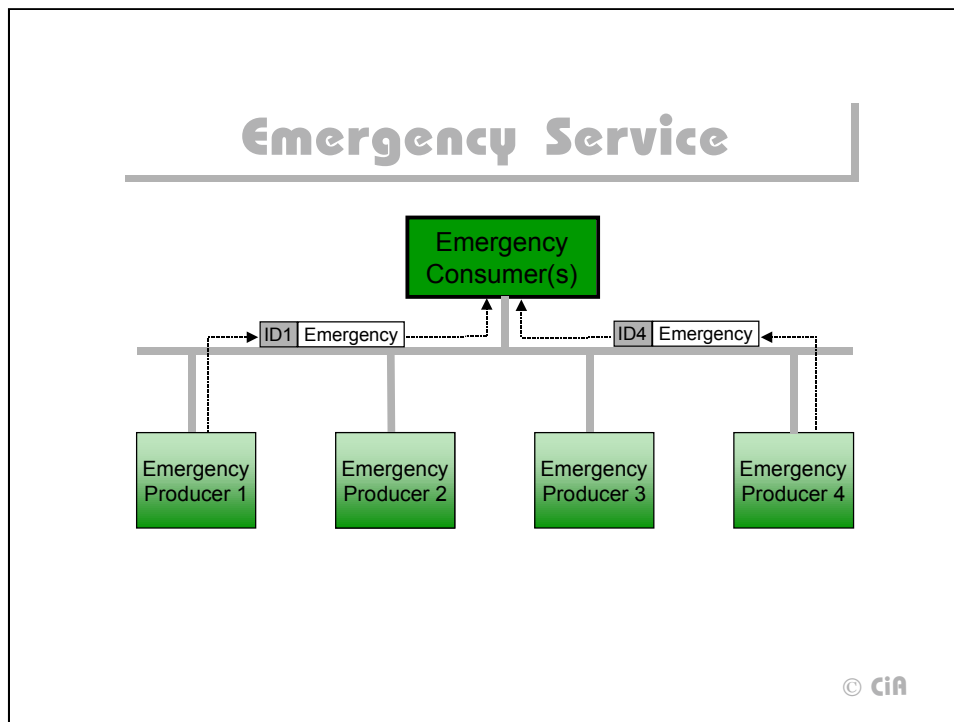 Emergency Service
Emergency
Consumer(s)
ID1 Emergency
ID4 Emergency
Emergency
Producer 1
Emergency
Producer 2
Emergency
Producer 3
Emergency
Producer 4
© CiA